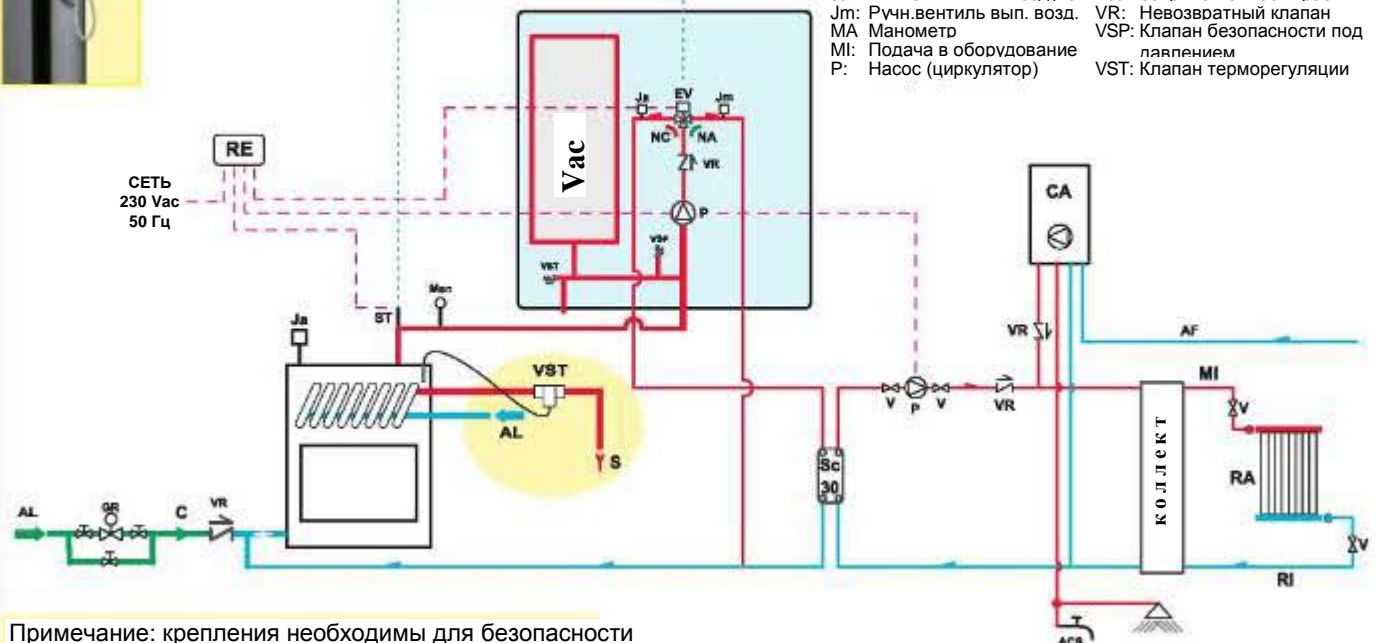 Jm: Ручн.вентиль вып. возд.
MA Манометр
MI: Подача в оборудование
P: Насос (циркулятор)
VR: Невозвратный клапан
VSP: Клапан безопасности под
давлением
VST: Клапан терморегуляции
RE
СЕТЬ
230 Vac
50 Гц
Vac
Ja
EV
Jm
NC
NA
VR
P
VSP
VST
ST
Ja
VST
AL
S
AL
GR
C
VR
Sc
30
V
P
V
VR
CA
VR
AF
MI
V
RA
V
RI
коллект
ACS
Примечание: крепления необходимы для безопасности